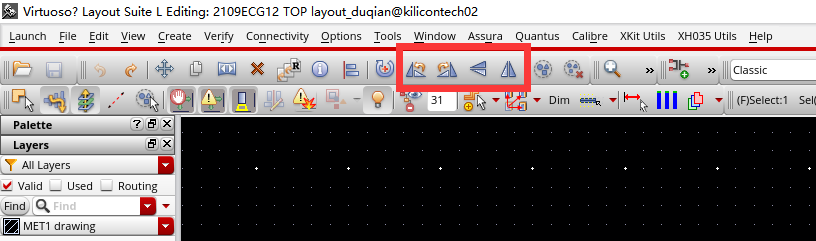 Virtuoso? Layout Suite L Editing: 2109ECG12 TOP layout_duqian@kilicontech02
Launch File Edit View Create Verify Connectivity Options Tools Window Assura Quantus Calibre XKit Utils XH035 Utils Help
R » » Classic
31 Dim R (F)Select:1 Sel(
Palette ? X
Layers ? X
All Layers
Valid Used Routing
Find Find
MET1 drawing